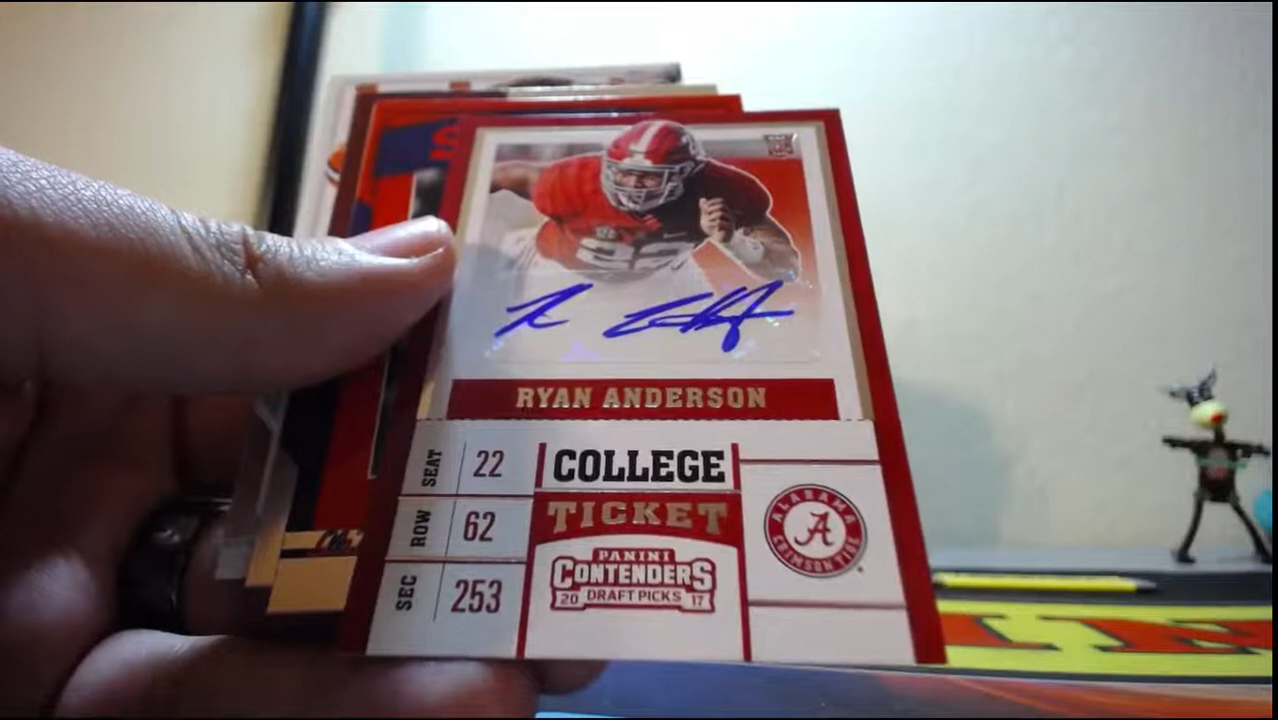 22
RYAN ANDERSON
SEAT 22
ROW 62
SEC 253
COLLEGE
TICKET
PANINI
CONTENDERS
20 DRAFT PICKS 17
ALABAMA
A
CRIMSON TIDE